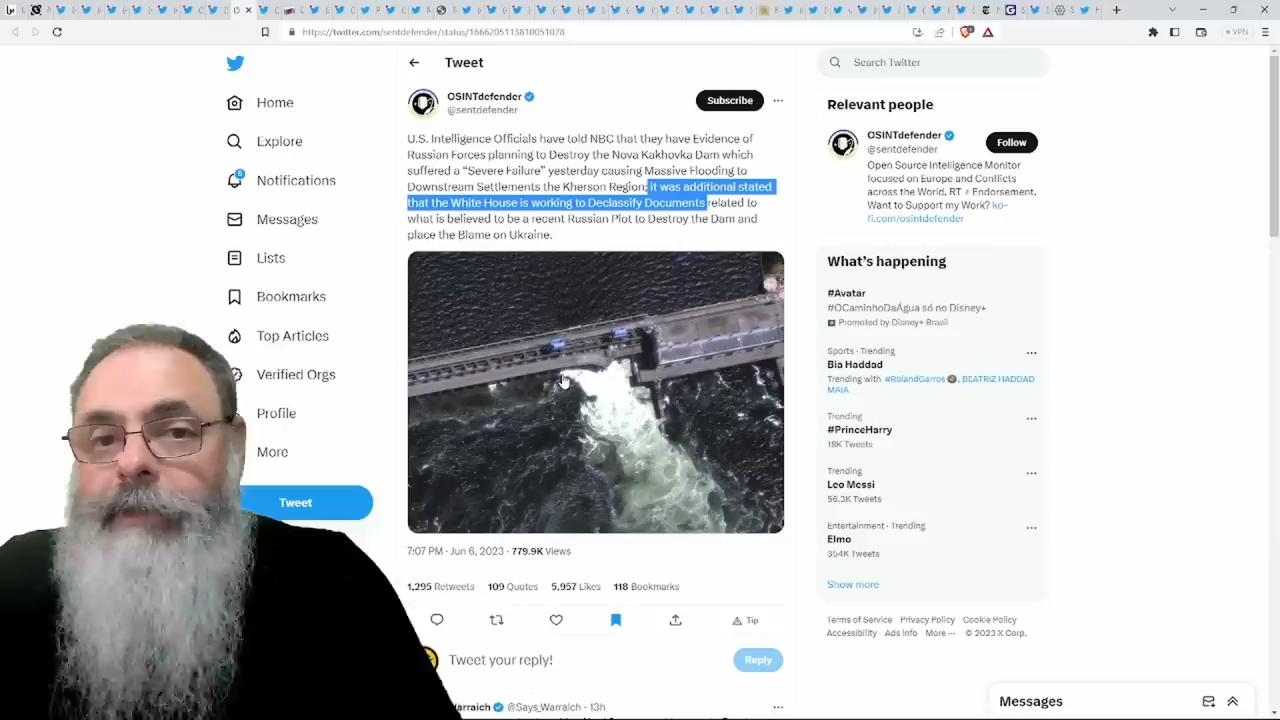 https://twitter.com/sentdefender/status/1666205113810051078
VPN
Home
Explore
6
Notifications
Messages
Lists
Bookmarks
Top Articles
Verified Orgs
Profile
More
Tweet
Tweet
OSINTdefender
@sentdefender
Subscribe
U.S. Intelligence Officials have told NBC that they have Evidence of
Russian Forces planning to Destroy the Nova Kakhovka Dam which
suffered a “Severe Failure” yesterday causing Massive Flooding to
Downstream Settlements the Kherson Region; it was additional stated
that the White House is working to Declassify Documents related to
what is believed to be a recent Russian Plot to Destroy the Dam and
place the Blame on Ukraine.
7:07 PM · Jun 6, 2023 · 779.9K Views
1,295 Retweets 109 Quotes 5,957 Likes 118 Bookmarks
Tip
Tweet your reply!
Reply
@Says_Warraich · 13h
Search Twitter
Relevant people
OSINTdefender
@sentdefender
Follow
Open Source Intelligence Monitor
focused on Europe and Conflicts
across the World. RT ≠ Endorsement.
Want to Support my Work? ko-
fi.com/osintdefender
What's happening
#Avatar
#OCaminhoDaÁgua só no Disney+
Promoted by Disney+ Brasil
Sports · Trending
Bia Haddad
Trending with #RolandGarros, BEATRIZ HADDAD
MAIA
Trending
#PrinceHarry
18K Tweets
Trending
Leo Messi
56.3K Tweets
Entertainment · Trending
Elmo
354K Tweets
Show more
Terms of Service Privacy Policy Cookie Policy
Accessibility Ads info More ··· © 2023 X Corp.
Messages